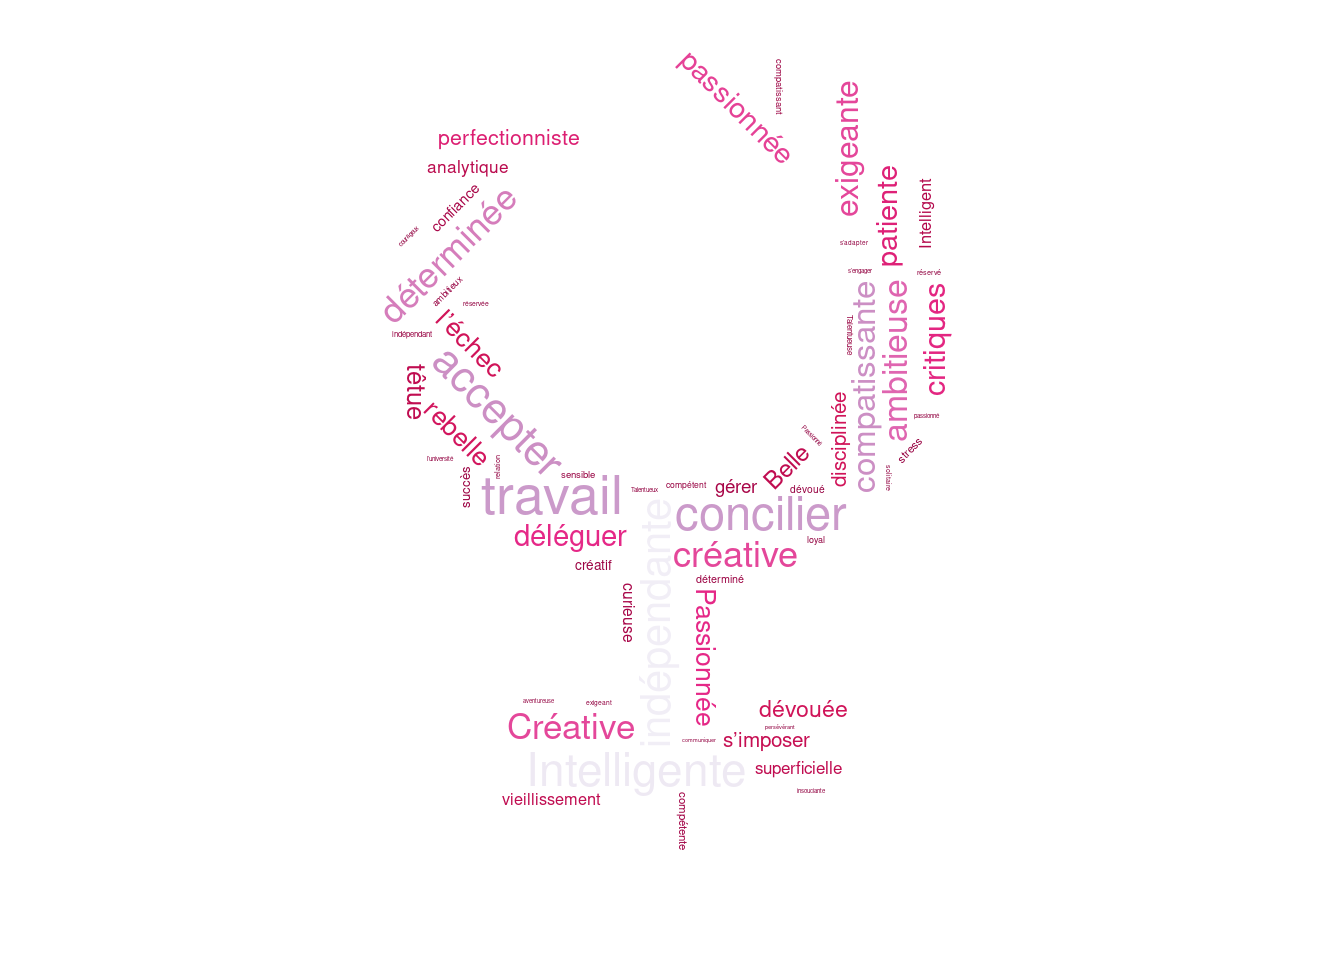 passionnée
compatissant
exigeante
perfectionniste
analytique
patiente
Intelligent
confiance
déterminée
courageux
s'adapter
s'engager
réservé
ambitieux
réservée
indépendant
l'échec
compatissante
ambitieuse
critiques
Talentueuse
accepter
têtue
rebelle
disciplinée
passionné
Passionné
Belle
stress
l'université
relation
succès
sensible
travail
Talentueux
compétent
gérer
dévoué
solitaire
concilier
déléguer
loyal
créative
créatif
déterminé
curieuse
indépendante
Passionnée
aventureuse
exigeant
dévouée
Créative
persévérant
communiquer
s'imposer
Intelligente
superficielle
insouciante
vieillissement
compétente